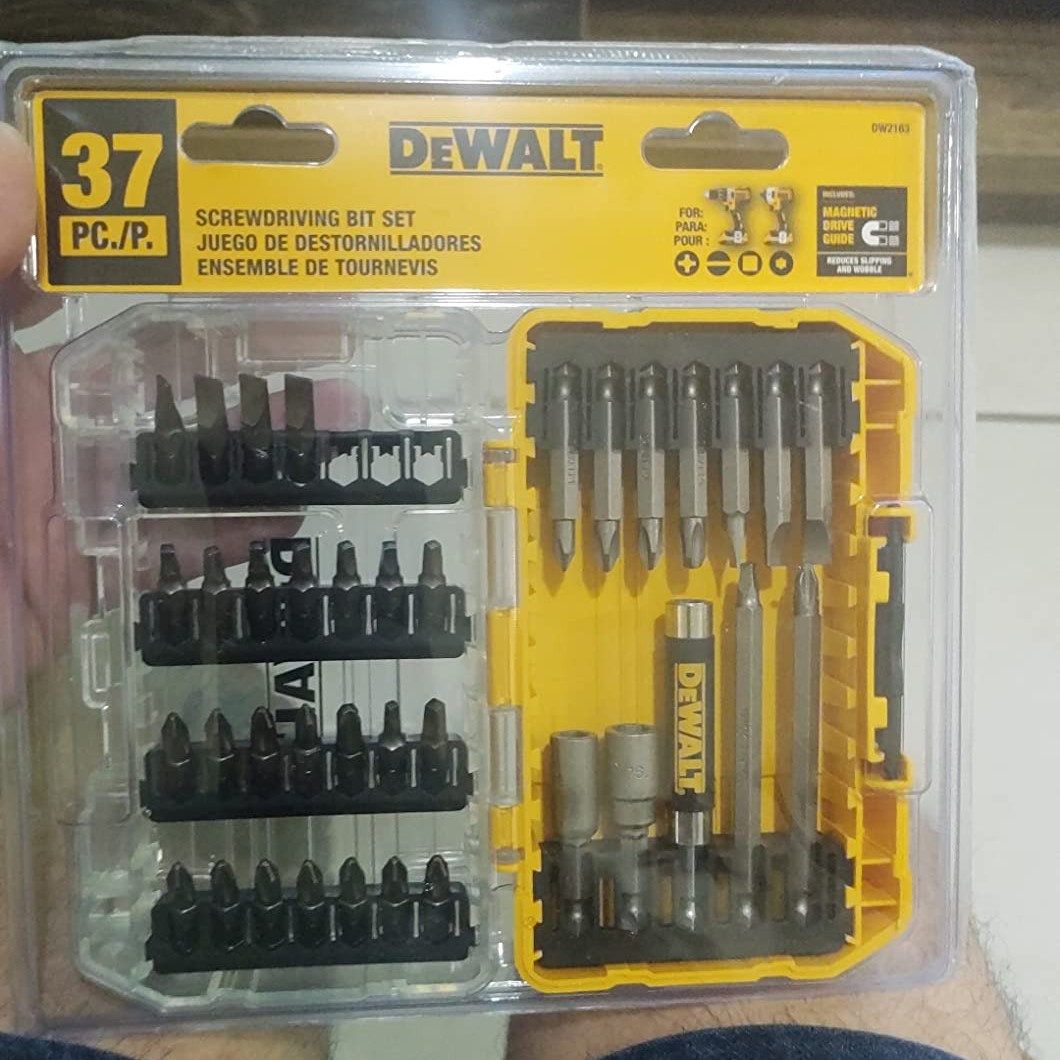 37
PC./P.
DEWALT
DW2163
SCREWDRIVING BIT SET
JUEGO DE DESTORNILLADORES
ENSEMBLE DE TOURNEVIS
FOR:
PARA:
POUR :
INCLUDES:
MAGNETIC
DRIVE
GUIDE
REDUCES SLIPPING
AND WOBBLE
DEWALT